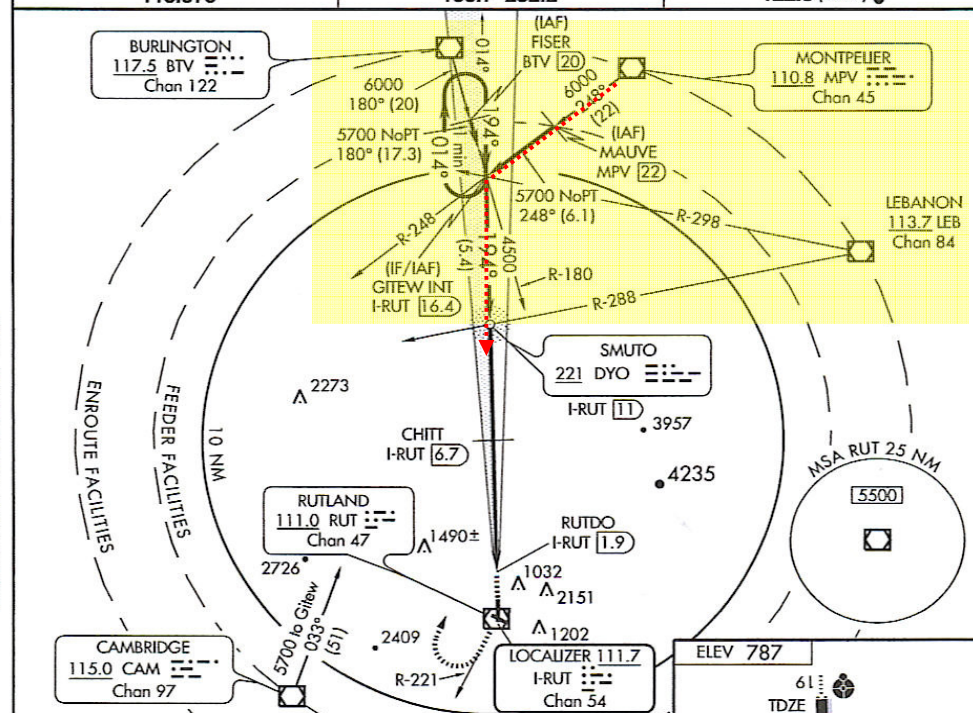 BURLINGTON
117.5 BTV
Chan 122
(IAF)
FISER
BTV 20
014°
6000
180° (20)
5700 NoPT
180° (17.3)
194°
1 min
014°
MONTPELIER
110.8 MPV
Chan 45
6000
248°
(22)
(IAF)
MAUVE
MPV 22
5700 NoPT
248° (6.1)
R-298
LEBANON
113.7 LEB
Chan 84
R-248
(IF/IAF)
GITEW INT
I-RUT 16.4
194°
(5.4)
4500
R-180
R-288
SMUTO
221 DYO
I-RUT 11
2273
3957
4235
CHITT
I-RUT 6.7
10 NM
FEEDER FACILITIES
ENROUTE FACILITIES
MSA RUT 25 NM
5500
RUTLAND
111.0 RUT
Chan 47
1490±
RUTDO
I-RUT 1.9
2726
1032
2151
5700 to Gitew
033°
(51)
2409
1202
R-221
CAMBRIDGE
115.0 CAM
Chan 97
LOCALIZER 111.7
I-RUT
Chan 54
ELEV 787
19
TDZE